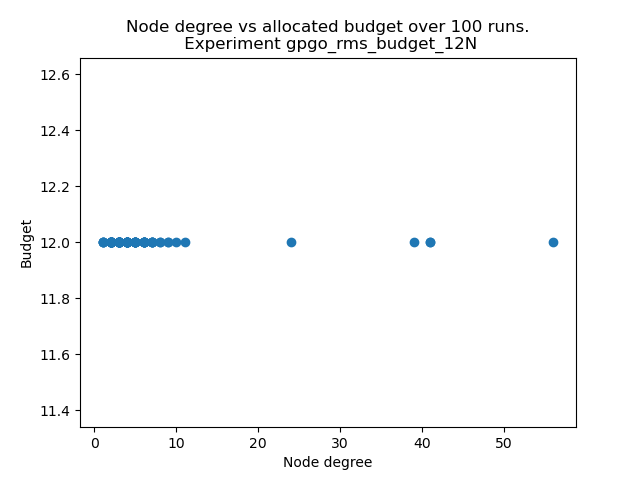 Node degree vs allocated budget over 100 runs.
Experiment gpgo_rms_budget_12N
12.6
12.4
12.2
12.0
11.8
11.6
11.4
Budget
0 10 20 30 40 50
Node degree